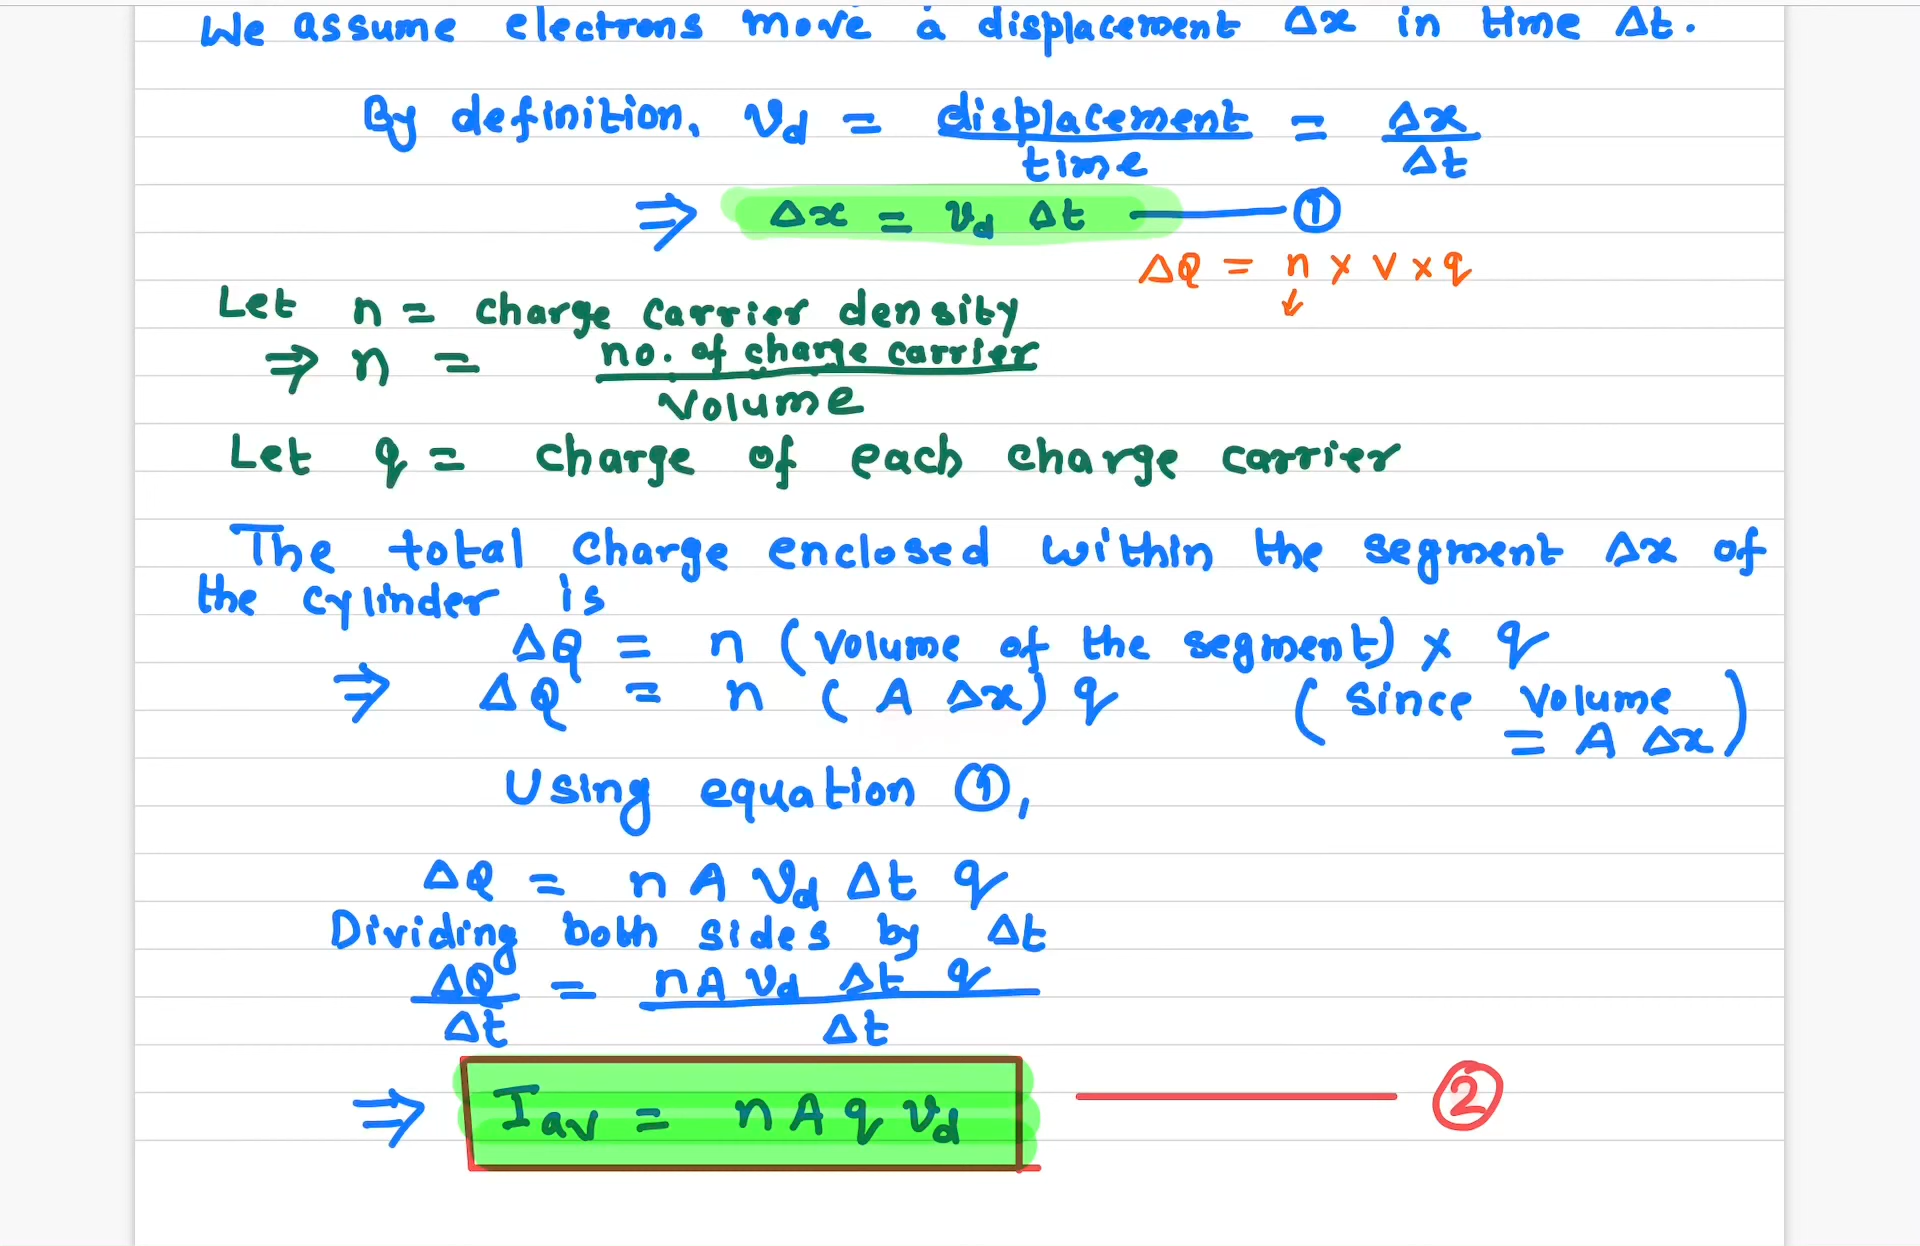 We assume electrons move a displacement Δx in time Δt.
By definition, vd = displacement/time = Δx/Δt
⇒ Δx = vd Δt —— ①
ΔQ = n × V × q
↓
Let n = charge carrier density
⇒ n = no. of charge carrier/Volume
Let q = charge of each charge carrier
The total charge enclosed within the segment Δx of
the cylinder is
ΔQ = n (volume of the segment) × q
⇒ ΔQ = n (A Δx) q (since volume = A Δx)
Using equation ①,
ΔQ = n A vd Δt q
Dividing both sides by Δt
ΔQ/Δt = n A vd Δt q/Δt
⇒ Iav = n A q vd —— ②